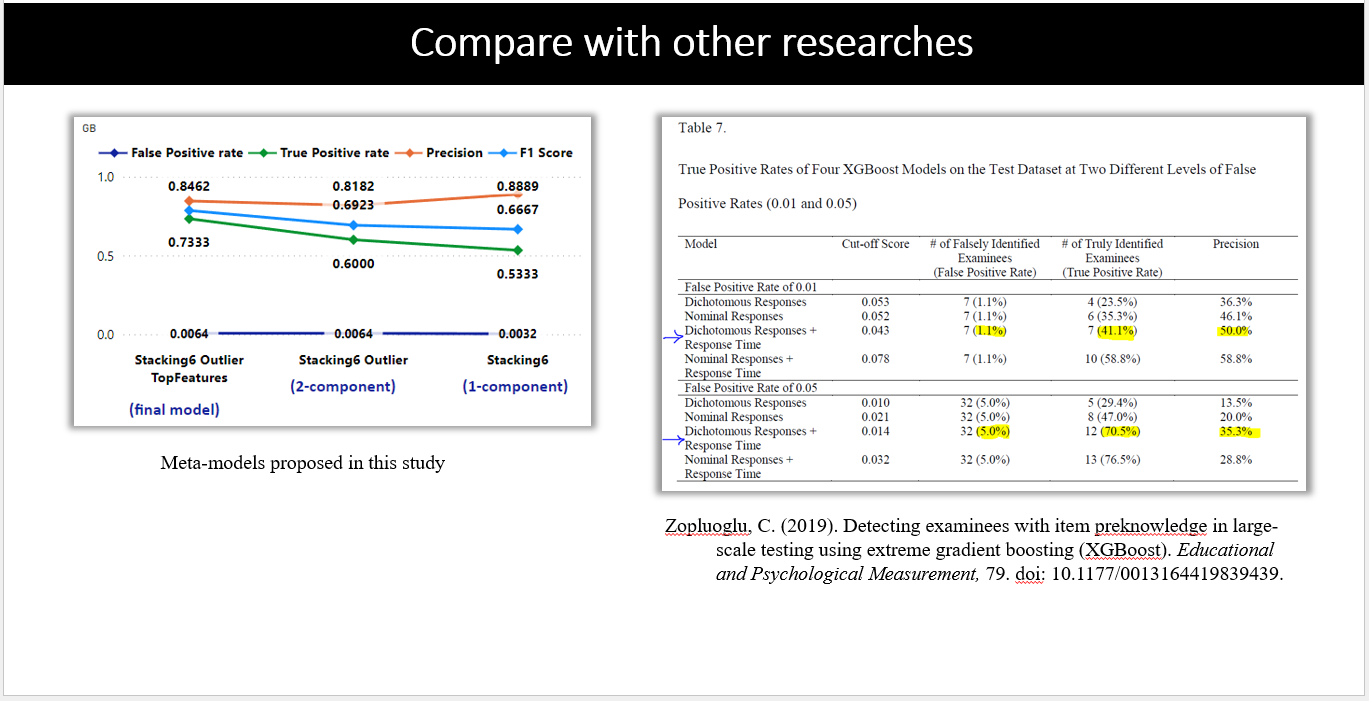 Compare with other researches
GB
False Positive rate True Positive rate Precision F1 Score
1.0
0.8462 0.8182 0.8889
0.6923 0.6667
0.7333
0.5
0.6000 0.5333
0.0
0.0064 0.0064 0.0032
Stacking6 Outlier Stacking6 Outlier Stacking6
TopFeatures
(2-component) (1-component)
(final model)
Meta-models proposed in this study
Table 7.
True Positive Rates of Four XGBoost Models on the Test Dataset at Two Different Levels of False
Positive Rates (0.01 and 0.05)
Model Cut-off Score # of Falsely Identified # of Truly Identified Precision
Examinees Examinees
(False Positive Rate) (True Positive Rate)
False Positive Rate of 0.01
Dichotomous Responses 0.053 7 (1.1%) 4 (23.5%) 36.3%
Nominal Responses 0.052 7 (1.1%) 6 (35.3%) 46.1%
Dichotomous Responses + 0.043 7 (1.1%) 7 (41.1%) 50.0%
Response Time
Nominal Responses + 0.078 7 (1.1%) 10 (58.8%) 58.8%
Response Time
False Positive Rate of 0.05
Dichotomous Responses 0.010 32 (5.0%) 5 (29.4%) 13.5%
Nominal Responses 0.021 32 (5.0%) 8 (47.0%) 20.0%
Dichotomous Responses + 0.014 32 (5.0%) 12 (70.5%) 35.3%
Response Time
Nominal Responses + 0.032 32 (5.0%) 13 (76.5%) 28.8%
Response Time
Zopluoglu, C. (2019). Detecting examinees with item preknowledge in large-
scale testing using extreme gradient boosting (XGBoost). Educational
and Psychological Measurement, 79. doi: 10.1177/0013164419839439.